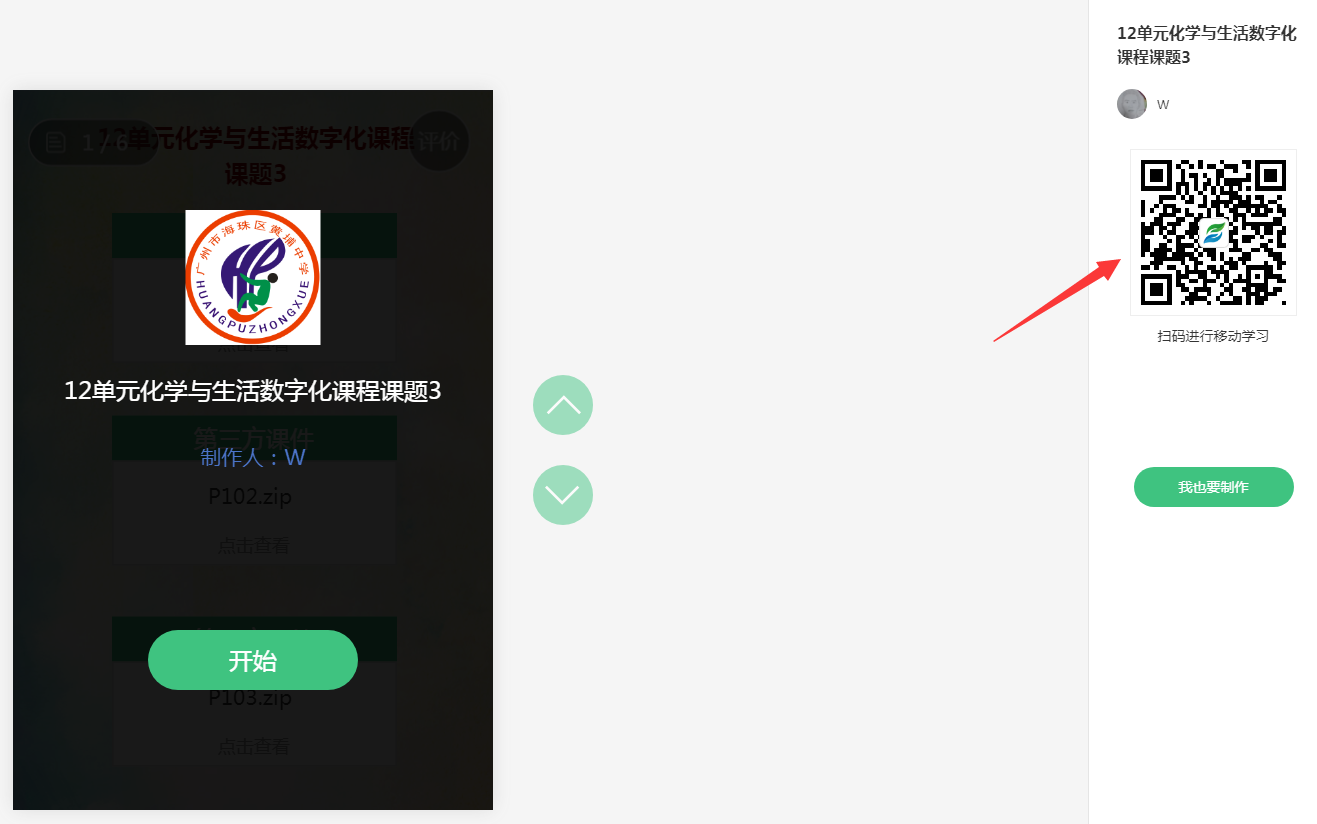 1 / 6
12单元化学与生活数字化课程
课题3
评价
广州市海珠区黄埔中学
HUANGPUZHONGXUE
点击查看
12单元化学与生活数字化课程课题3
第三方课件
制作人：W
P102.zip
点击查看
开始
P103.zip
点击查看
12单元化学与生活数字化
课程课题3
W
扫码进行移动学习
我也要制作